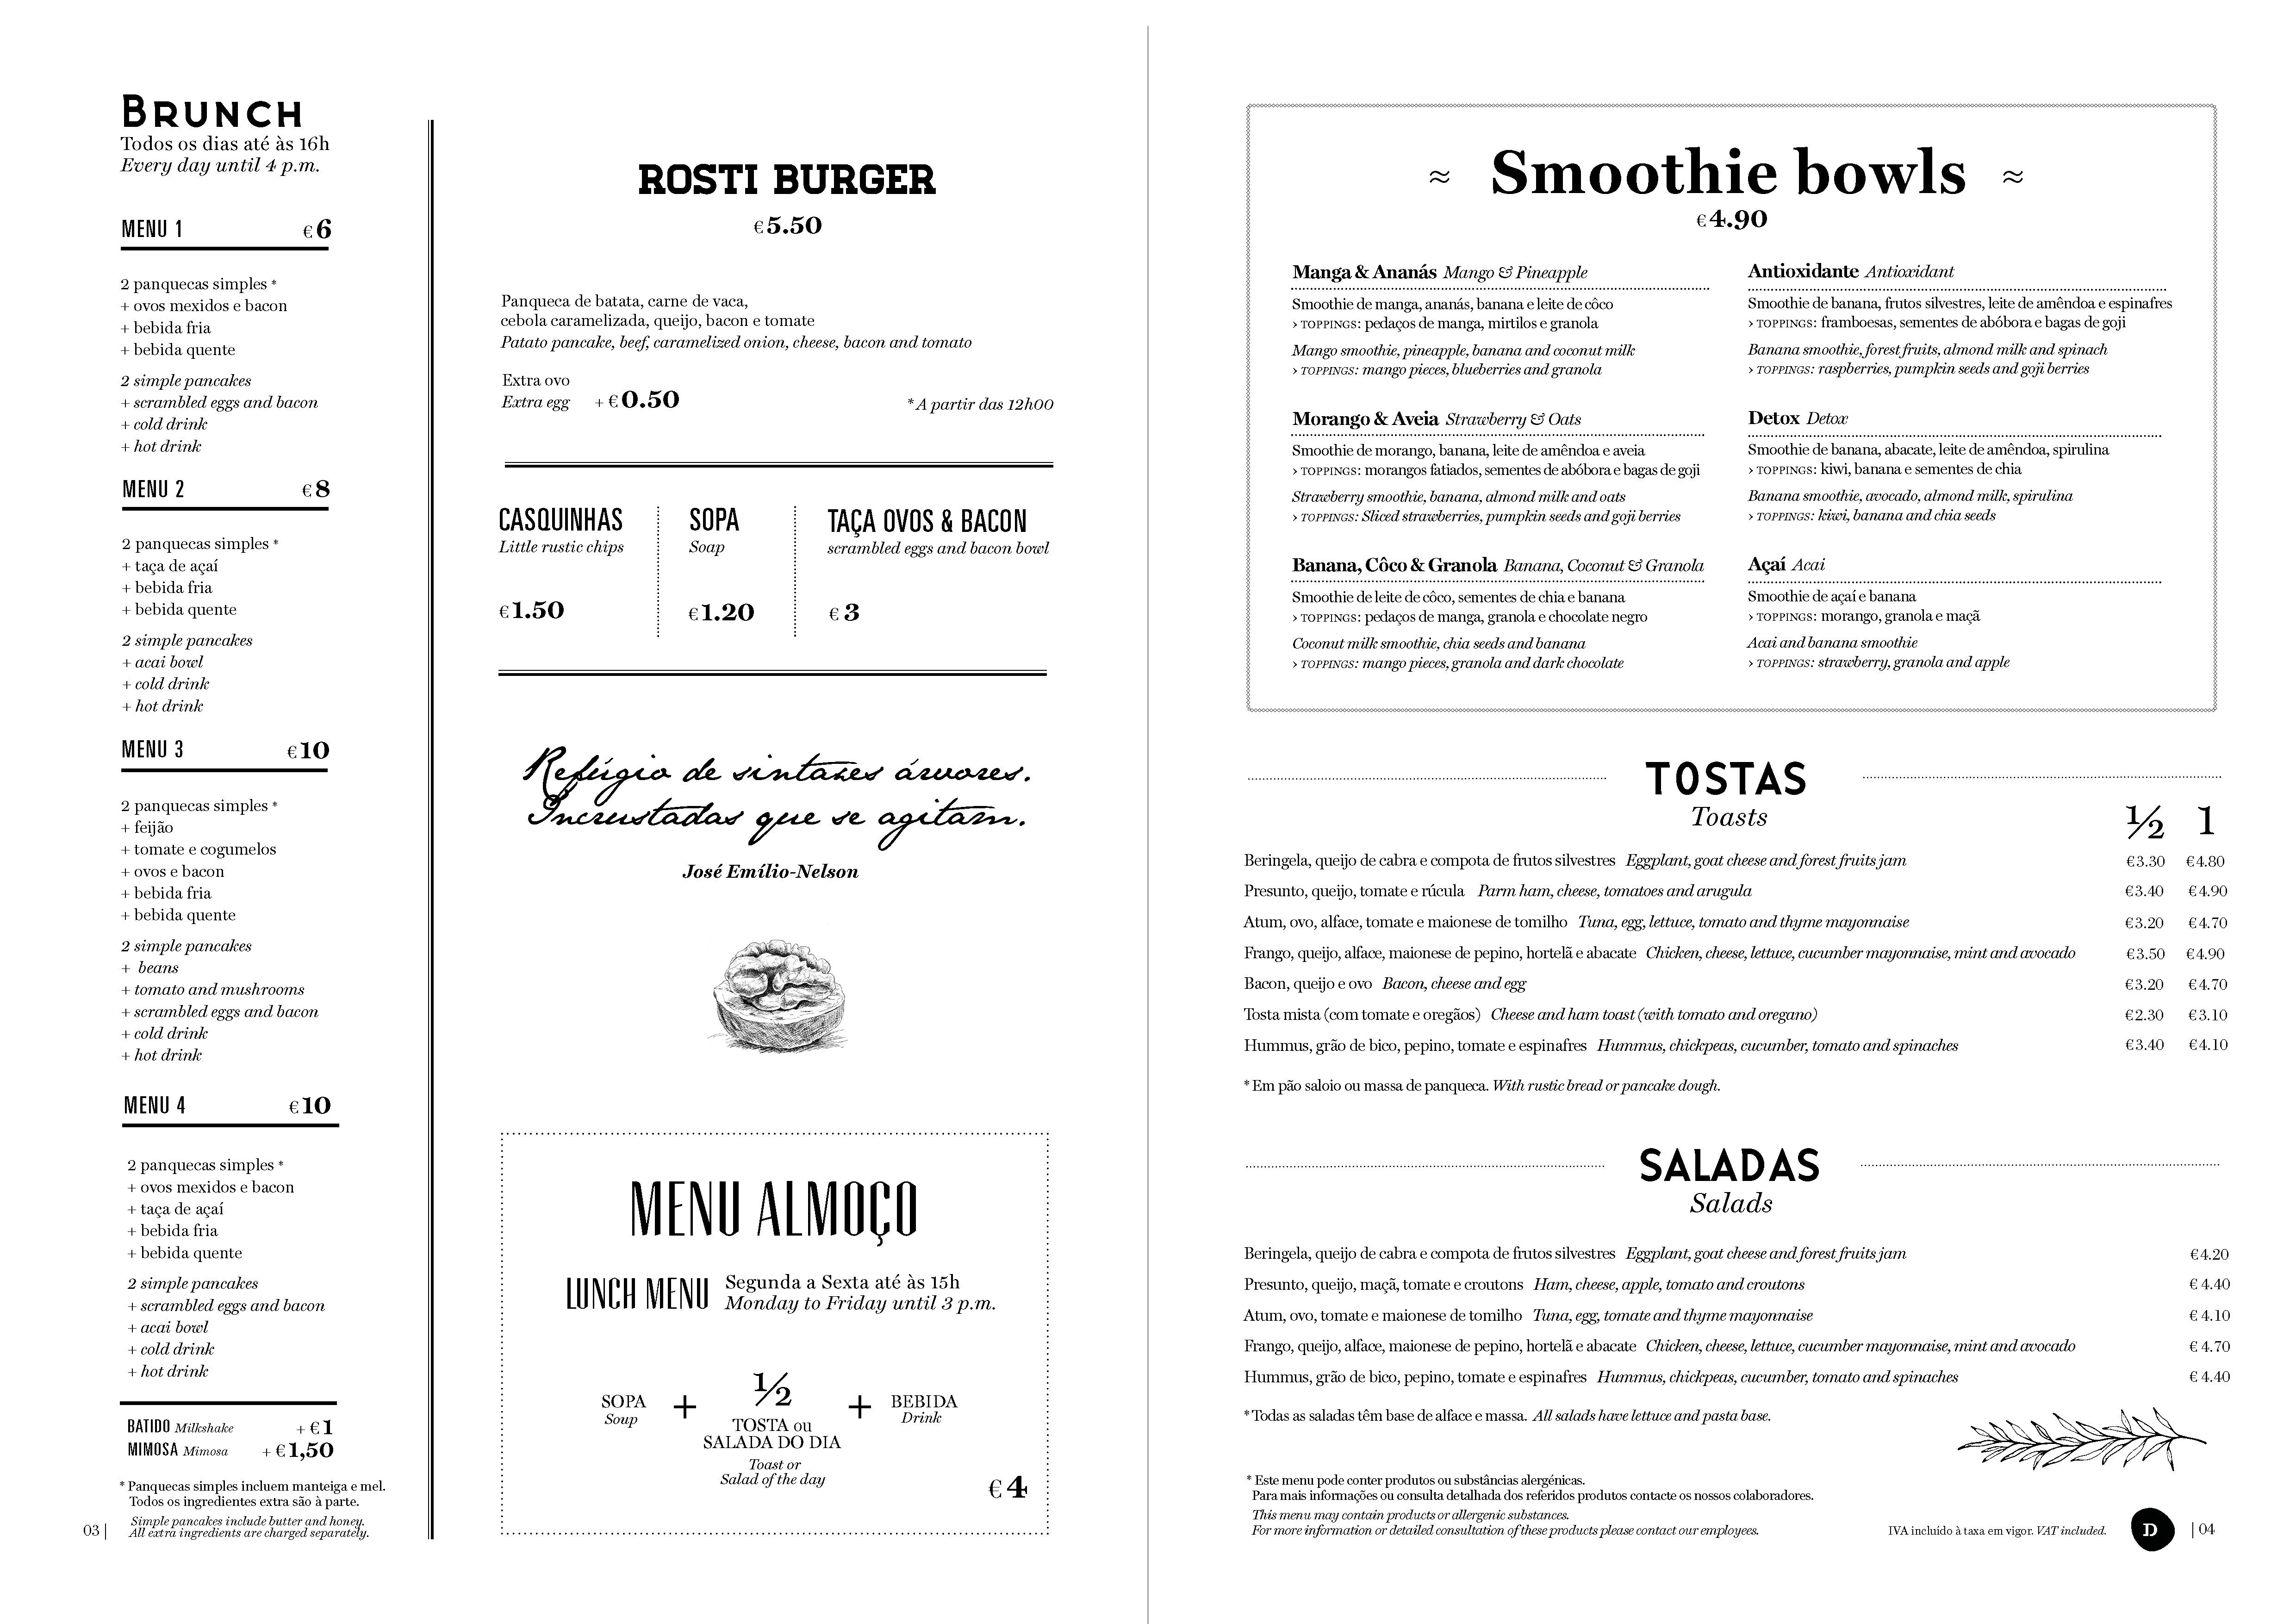 BRUNCH
Todos os dias até às 16h
Every day until 4 p.m.
MENU 1 €6
2 panquecas simples *
+ ovos mexidos e bacon
+ bebida fria
+ bebida quente
2 simple pancakes
+ scrambled eggs and bacon
+ cold drink
+ hot drink
MENU 2 €8
2 panquecas simples *
+ taça de açaí
+ bebida fria
+ bebida quente
2 simple pancakes
+ acai bowl
+ cold drink
+ hot drink
MENU 3 €10
2 panquecas simples *
+ feijão
+ tomate e cogumelos
+ ovos e bacon
+ bebida fria
+ bebida quente
2 simple pancakes
+ beans
+ tomato and mushrooms
+ scrambled eggs and bacon
+ cold drink
+ hot drink
MENU 4 €10
2 panquecas simples *
+ ovos mexidos e bacon
+ taça de açaí
+ bebida fria
+ bebida quente
2 simple pancakes
+ scrambled eggs and bacon
+ acai bowl
+ cold drink
+ hot drink
BATIDO Milkshake + €1
MIMOSA Mimosa + €1,50
* Panquecas simples incluem manteiga e mel.
Todos os ingredientes extra são à parte.
Simple pancakes include butter and honey.
All extra ingredients are charged separately.
03 |
ROSTI BURGER
€5.50
Panqueca de batata, carne de vaca,
cebola caramelizada, queijo, bacon e tomate
Patato pancake, beef, caramelized onion, cheese, bacon and tomato
Extra ovo
Extra egg + €0.50
* A partir das 12h00
CASQUINHAS
Little rustic chips
€1.50
SOPA
Soap
€1.20
TAÇA OVOS & BACON
scrambled eggs and bacon bowl
€3
Refúgio de sintaxes árvores.
Incrustadas que se agitam.
José Emílio-Nelson
MENU ALMOÇO
LUNCH MENU
Segunda a Sexta até às 15h
Monday to Friday until 3 p.m.
SOPA
Soup
+
½
TOSTA ou
SALADA DO DIA
Toast or
Salad of the day
+
BEBIDA
Drink
€4
≈ Smoothie bowls ≈
€4.90
Manga & Ananás Mango & Pineapple
Smoothie de manga, ananás, banana e leite de côco
› TOPPINGS: pedaços de manga, mirtilos e granola
Mango smoothie, pineapple, banana and coconut milk
› TOPPINGS: mango pieces, blueberries and granola
Morango & Aveia Strawberry & Oats
Smoothie de morango, banana, leite de amêndoa e aveia
› TOPPINGS: morangos fatiados, sementes de abóbora e bagas de goji
Strawberry smoothie, banana, almond milk and oats
› TOPPINGS: Sliced strawberries, pumpkin seeds and goji berries
Banana, Côco & Granola Banana, Coconut & Granola
Smoothie de leite de côco, sementes de chia e banana
› TOPPINGS: pedaços de manga, granola e chocolate negro
Coconut milk smoothie, chia seeds and banana
› TOPPINGS: mango pieces, granola and dark chocolate
Antioxidante Antioxidant
Smoothie de banana, frutos silvestres, leite de amêndoa e espinafres
› TOPPINGS: framboesas, sementes de abóbora e bagas de goji
Banana smoothie, forest fruits, almond milk and spinach
› TOPPINGS: raspberries, pumpkin seeds and goji berries
Detox Detox
Smoothie de banana, abacate, leite de amêndoa, spirulina
› TOPPINGS: kiwi, banana e sementes de chia
Banana smoothie, avocado, almond milk, spirulina
› TOPPINGS: kiwi, banana and chia seeds
Açaí Acai
Smoothie de açaí e banana
› TOPPINGS: morango, granola e maçã
Acai and banana smoothie
› TOPPINGS: strawberry, granola and apple
TOSTAS
Toasts
½ 1
Beringela, queijo de cabra e compota de frutos silvestres Eggplant, goat cheese and forest fruits jam €3.30 €4.80
Presunto, queijo, tomate e rúcula Parm ham, cheese, tomatoes and arugula €3.40 €4.90
Atum, ovo, alface, tomate e maionese de tomilho Tuna, egg, lettuce, tomato and thyme mayonnaise €3.20 €4.70
Frango, queijo, alface, maionese de pepino, hortelã e abacate Chicken, cheese, lettuce, cucumber mayonnaise, mint and avocado €3.50 €4.90
Bacon, queijo e ovo Bacon, cheese and egg €3.20 €4.70
Tosta mista (com tomate e oregãos) Cheese and ham toast (with tomato and oregano) €2.30 €3.10
Hummus, grão de bico, pepino, tomate e espinafres Hummus, chickpeas, cucumber, tomato and spinaches €3.40 €4.10
* Em pão saloio ou massa de panqueca. With rustic bread or pancake dough.
SALADAS
Salads
Beringela, queijo de cabra e compota de frutos silvestres Eggplant, goat cheese and forest fruits jam €4.20
Presunto, queijo, maçã, tomate e croutons Ham, cheese, apple, tomato and croutons €4.40
Atum, ovo, tomate e maionese de tomilho Tuna, egg, tomate and thyme mayonnaise €4.10
Frango, queijo, alface, maionese de pepino, hortelã e abacate Chicken, cheese, lettuce, cucumber mayonnaise, mint and avocado €4.70
Hummus, grão de bico, pepino, tomate e espinafres Hummus, chickpeas, cucumber, tomato and spinaches €4.40
* Todas as saladas têm base de alface e massa. All salads have lettuce and pasta base.
* Este menu pode conter produtos ou substâncias alergénicas.
Para mais informações ou consulta detalhada dos referidos produtos contacte os nossos colaboradores.
This menu may contain products or allergenic substances.
For more information or detailed consultation of these products please contact our employees.
IVA incluído à taxa em vigor. VAT included.
D
| 04